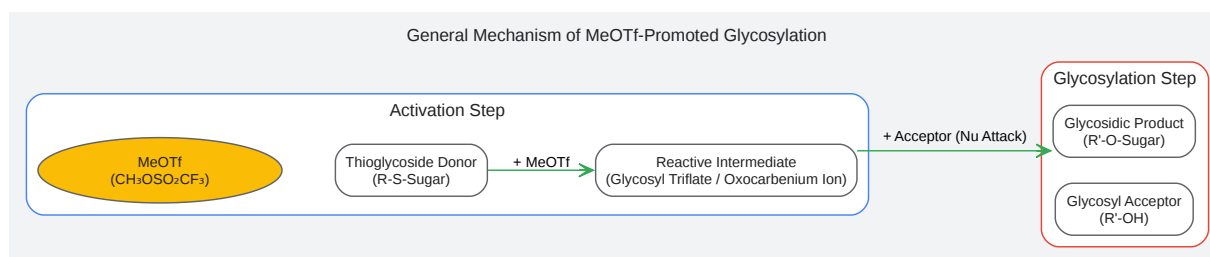 General Mechanism of MeOTf-Promoted Glycosylation
Activation Step
MeOTf
(CH₃OSO₂CF₃)
Thioglycoside Donor
(R-S-Sugar)
+ MeOTf
Reactive Intermediate
(Glycosyl Triflate / Oxocarbenium Ion)
+ Acceptor (Nu Attack)
Glycosylation Step
Glycosidic Product
(R'-O-Sugar)
Glycosyl Acceptor
(R'-OH)